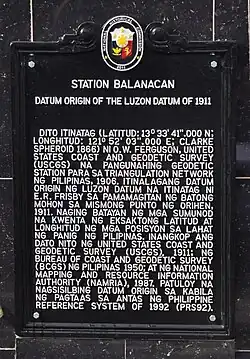 STATION BALANACAN
DATUM ORIGIN OF THE LUZON DATUM OF 1911
DITO ITINATAG (LATITUD: 13° 33' 41".000 N;
LONGHITUD: 121° 52' 03".000 E; CLARKE
SPHEROID 1866) NI O.W. FERGUSON, UNITED
STATES COAST AND GEODETIC SURVEY
(USCGS) NA PANGUNAHING GEODETIC
STATION PARA SA TRIANGULATION NETWORK
NG PILIPINAS, 1906. ITINALAGANG DATUM
ORIGIN NG LUZON DATUM NA ITINATAG NI
E.R. FRISBY SA PAMAMAGITAN NG BATONG
MOHON SA MISMONG PUNTO NG ORIHEN,
1911. NAGING BATAYAN NG MGA SUMUNOD
NA KWENTA NG EKSAKTONG LATITUD AT
LONGHITUD NG MGA POSISYON SA LAHAT
NG PANIG NG PILIPINAS. INANGKOP ANG
DATO NITO NG UNITED STATES COAST AND
GEODETIC SURVEY (USCGS), 1911; NG
BUREAU OF COAST AND GEODETIC SURVEY
(BCGS) NG PILIPINAS 1950; AT NG NATIONAL
MAPPING AND RESOURCE INFORMATION
AUTHORITY (NAMRIA), 1987. PATULOY NA
NAGSISILBING DATUM ORIGIN SA KABILA
NG PAGTAAS SA ANTAS NG PHILIPPINE
REFERENCE SYSTEM OF 1992 (PRS92).